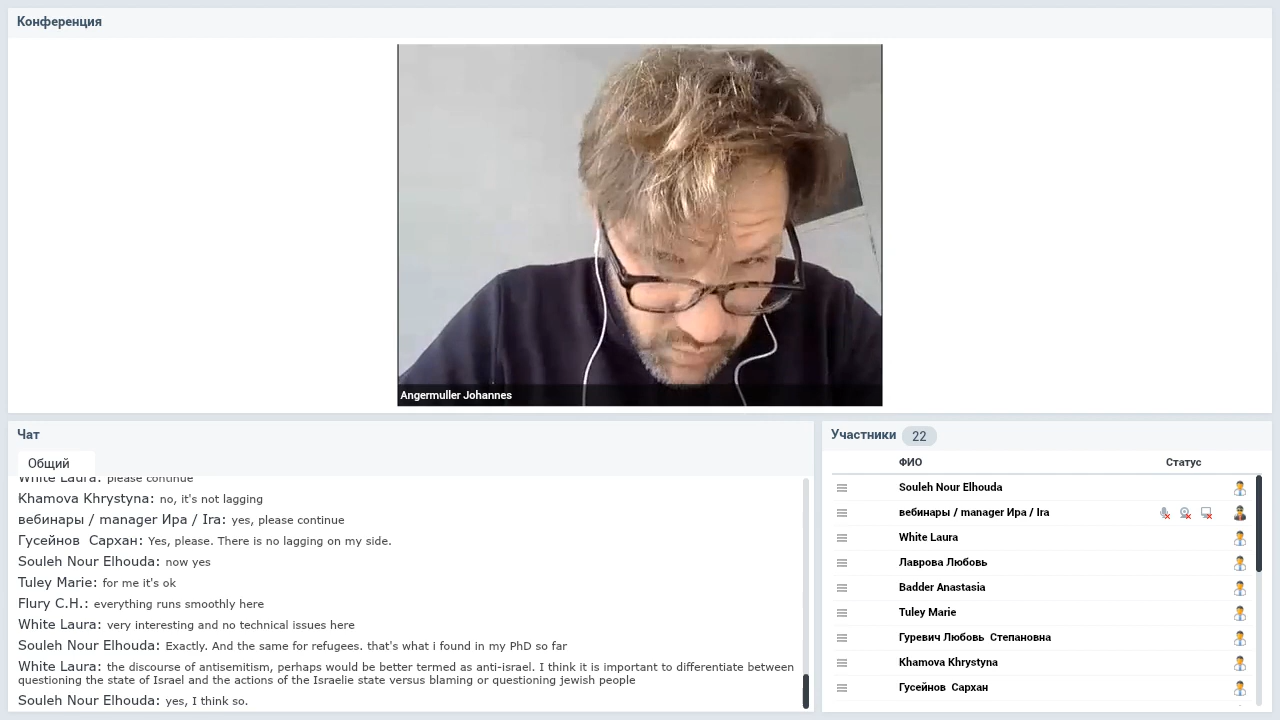 Конференция
Angermuller Johannes
Чат
Общий
White Laura: please continue
Khamova Khrystyna: no, it's not lagging
вебинары / manager Ира / Ira: yes, please continue
Гусейнов Сархан: Yes, please. There is no lagging on my side.
Souleh Nour Elhouda: now yes
Tuley Marie: for me it's ok
Flury C.H.: everything runs smoothly here
White Laura: very interesting and no technical issues here
Souleh Nour Elhouda: Exactly. And the same for refugees. that's what i found in my PhD so far
White Laura: the discourse of antisemitism, perhaps would be better termed as anti-israel. I think it is important to differentiate between
questioning the state of Israel and the actions of the Israelie state versus blaming or questioning jewish people
Souleh Nour Elhouda: yes, I think so.
Участники 22
ФИО Статус
Souleh Nour Elhouda
вебинары / manager Ира / Ira
White Laura
Лаврова Любовь
Badder Anastasia
Tuley Marie
Гуревич Любовь Степановна
Khamova Khrystyna
Гусейнов Сархан